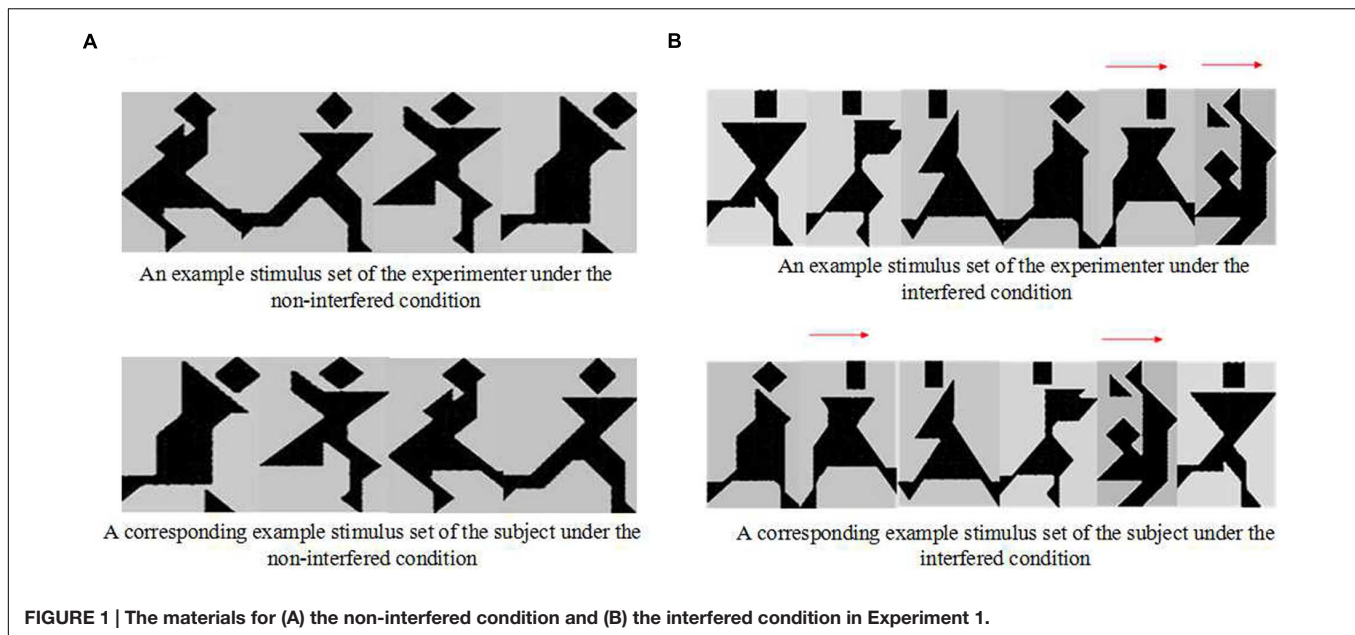 A
An example stimulus set of the experimenter under the
non-interfered condition
A corresponding example stimulus set of the subject under the
non-interfered condition
B
An example stimulus set of the experimenter under the
interfered condition
A corresponding example stimulus set of the subject under the
interfered condition
FIGURE 1 | The materials for (A) the non-interfered condition and (B) the interfered condition in Experiment 1.